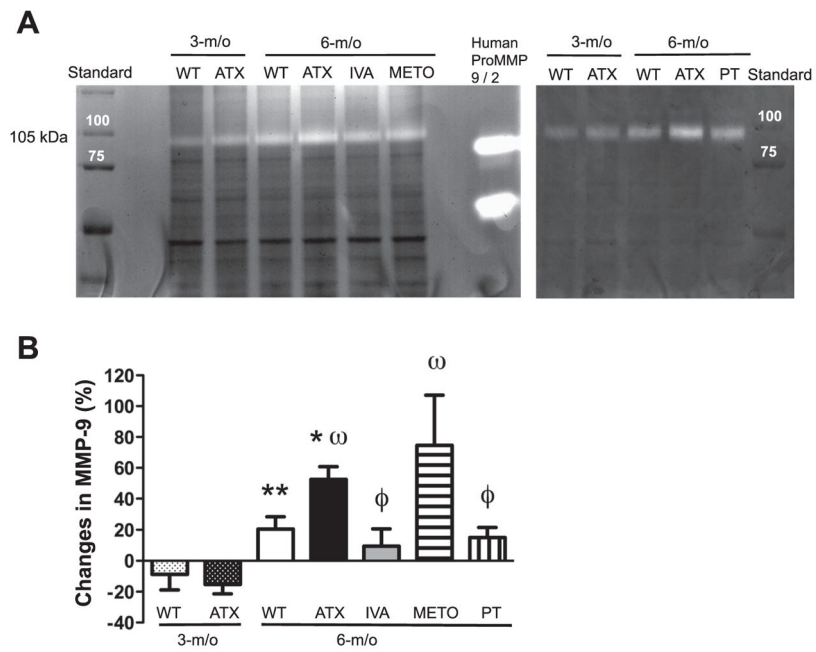 A
3-m/o
6-m/o
Human
ProMMP
9 / 2
Standard
WT ATX WT ATX IVA METO
105 kDa
100
75
3-m/o
6-m/o
WT ATX WT ATX PT Standard
100
75
B
Changes in MMP-9 (%)
120
100
80
60
40
20
0
-20
-40
** * ω ϕ ω ϕ
WT ATX WT ATX IVA METO PT
3-m/o 6-m/o